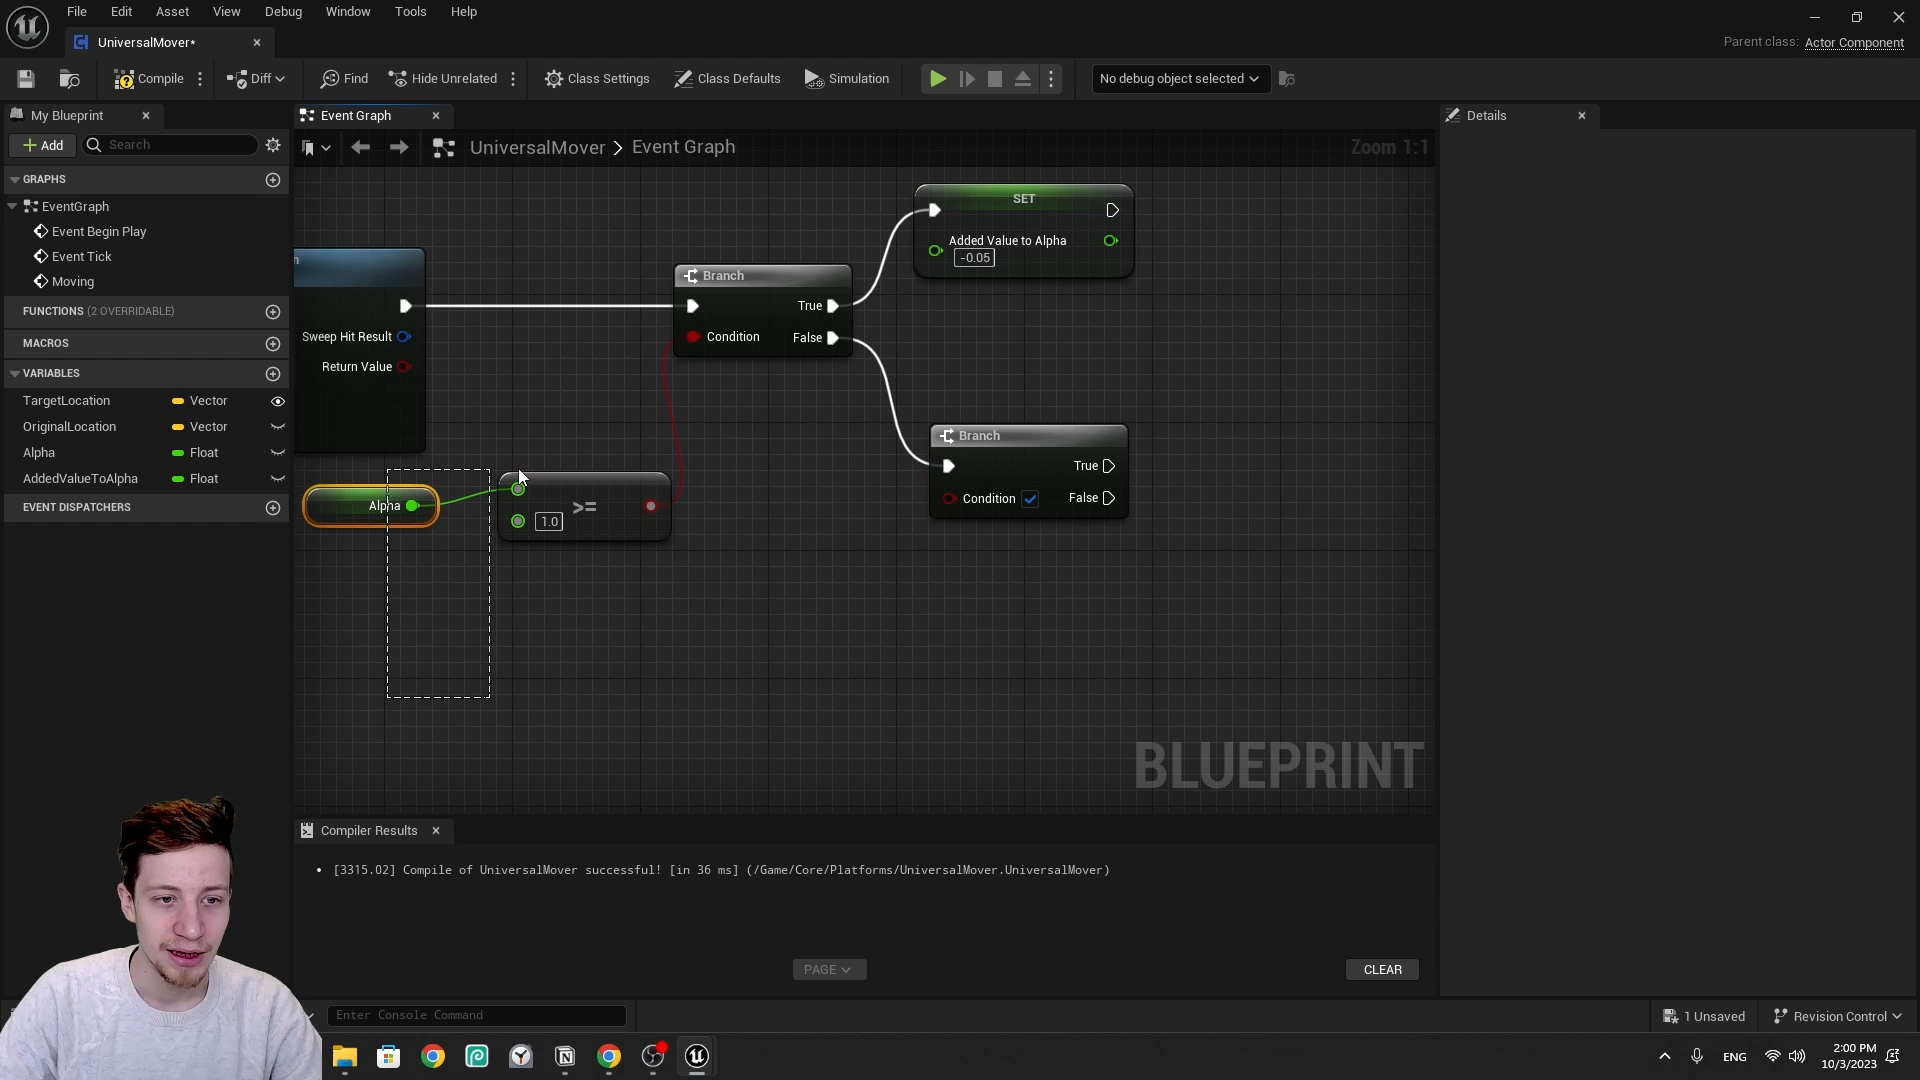 File Edit Asset View Debug Window Tools Help
UniversalMover*
Parent class: Actor Component
Compile Diff Find Hide Unrelated Class Settings Class Defaults Simulation No debug object selected
My Blueprint
Event Graph
Details
Add Search
UniversalMover > Event Graph
Zoom 1:1
GRAPHS
EventGraph
Event Begin Play
Event Tick
Moving
FUNCTIONS (2 OVERRIDABLE)
MACROS
VARIABLES
TargetLocation Vector
OriginalLocation Vector
Alpha Float
AddedValueToAlpha Float
EVENT DISPATCHERS
n
Sweep Hit Result
Return Value
Branch
True
Condition False
SET
Added Value to Alpha
-0.05
Branch
True
Condition False
Alpha
>=
1.0
BLUEPRINT
Compiler Results
[3315.02] Compile of UniversalMover successful! [in 36 ms] (/Game/Core/Platforms/UniversalMover.UniversalMover)
PAGE
CLEAR
Enter Console Command
1 Unsaved Revision Control
ENG
2:00 PM
10/3/2023